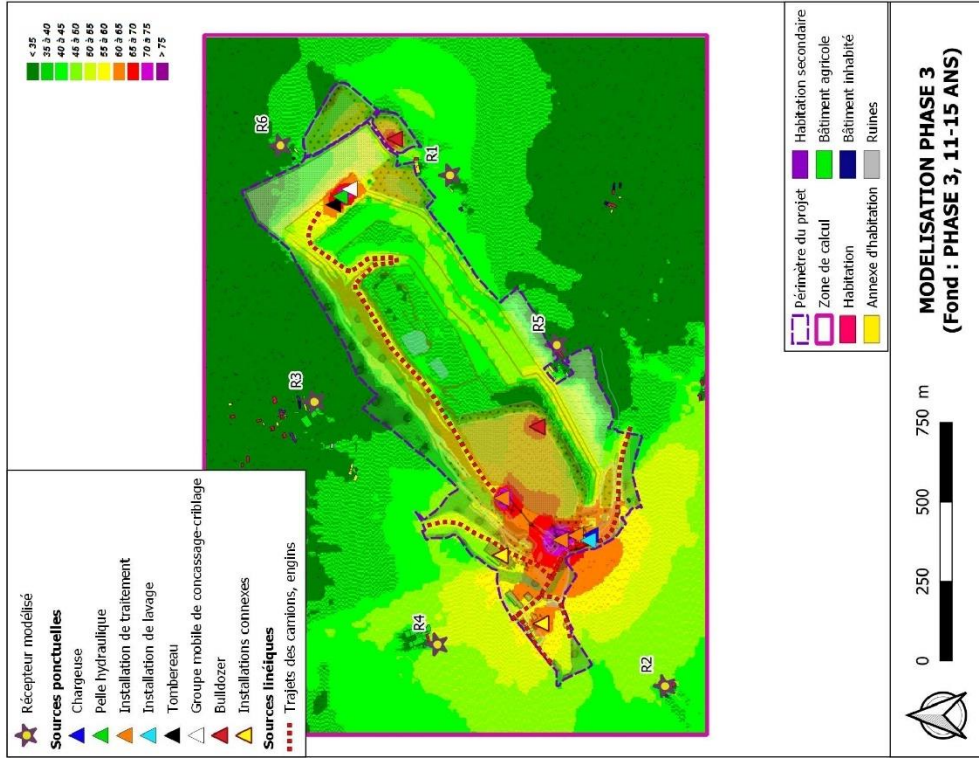 Récepteur modélisé
Sources ponctuelles
Chargeuse
Pelle hydraulique
Installation de traitement
Installation de lavage
Tombereau
Groupe mobile de concassage-criblage
Bulldozer
Installations connexes
Sources linéiques
Trajets des camions, engins
< 35
35 à 40
40 à 45
45 à 50
50 à 55
55 à 60
60 à 65
65 à 70
70 à 75
> 75
R6
R1
R3
R5
R4
R2
Périmètre du projet
Zone de calcul
Habitation
Annexe d'habitation
Habitation secondaire
Bâtiment agricole
Bâtiment inhabité
Ruines
0 250 500 750 m
MODELISATION PHASE 3
(Fond : PHASE 3, 11-15 ANS)